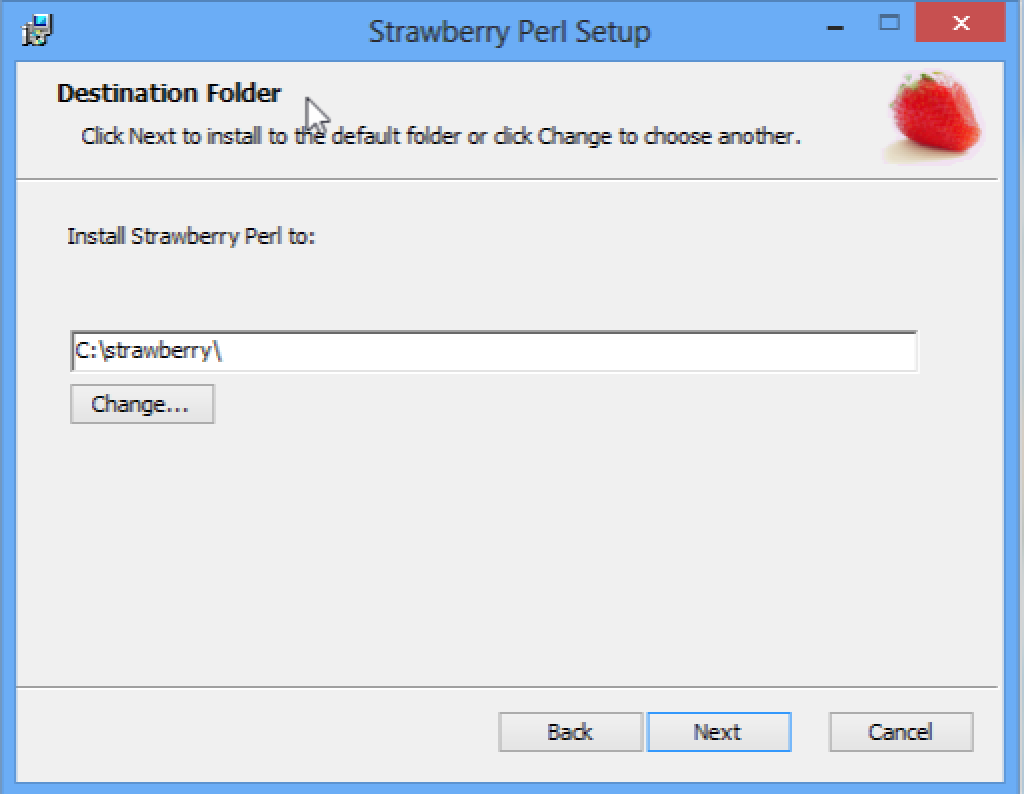 Strawberry Perl Setup
Destination Folder
Click Next to install to the default folder or click Change to choose another.
Install Strawberry Perl to:
C:\strawberry\
Change...
Back Next Cancel